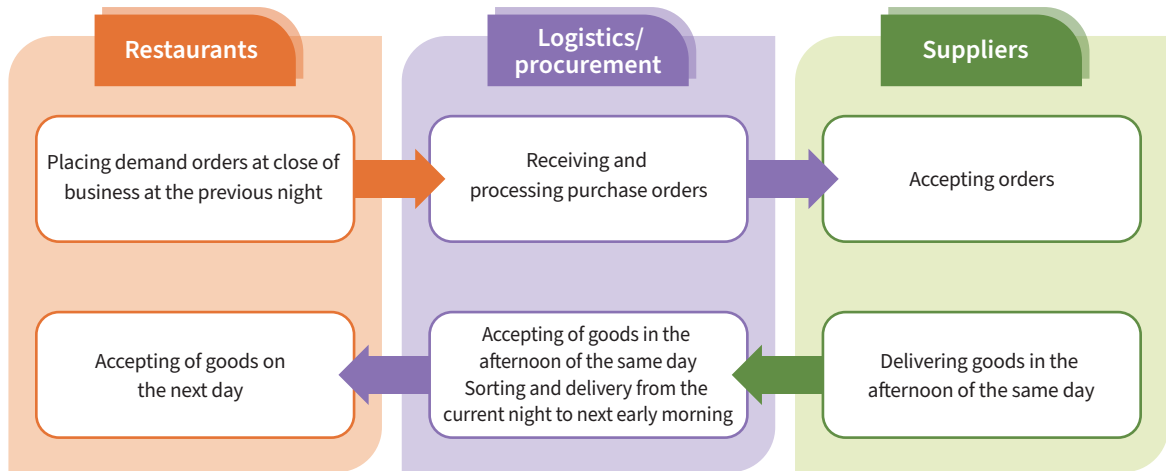 Restaurants
Logistics/
procurement
Suppliers
Placing demand orders at close of
business at the previous night
Receiving and
processing purchase orders
Accepting orders
Accepting of goods on
the next day
Accepting of goods in the
afternoon of the same day
Sorting and delivery from the
current night to next early morning
Delivering goods in the
afternoon of the same day